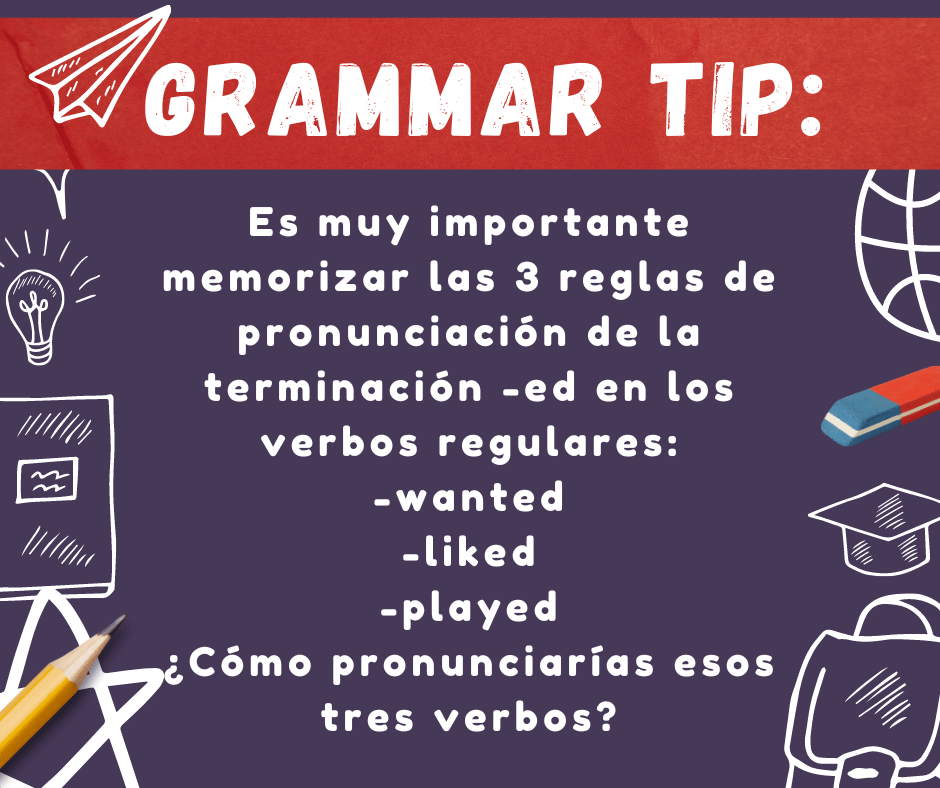 GRAMMAR TIP:
Es muy importante
memorizar las 3 reglas de
pronunciación de la
terminación -ed en los
verbos regulares:
-wanted
-liked
-played
¿Cómo pronunciarías esos
tres verbos?